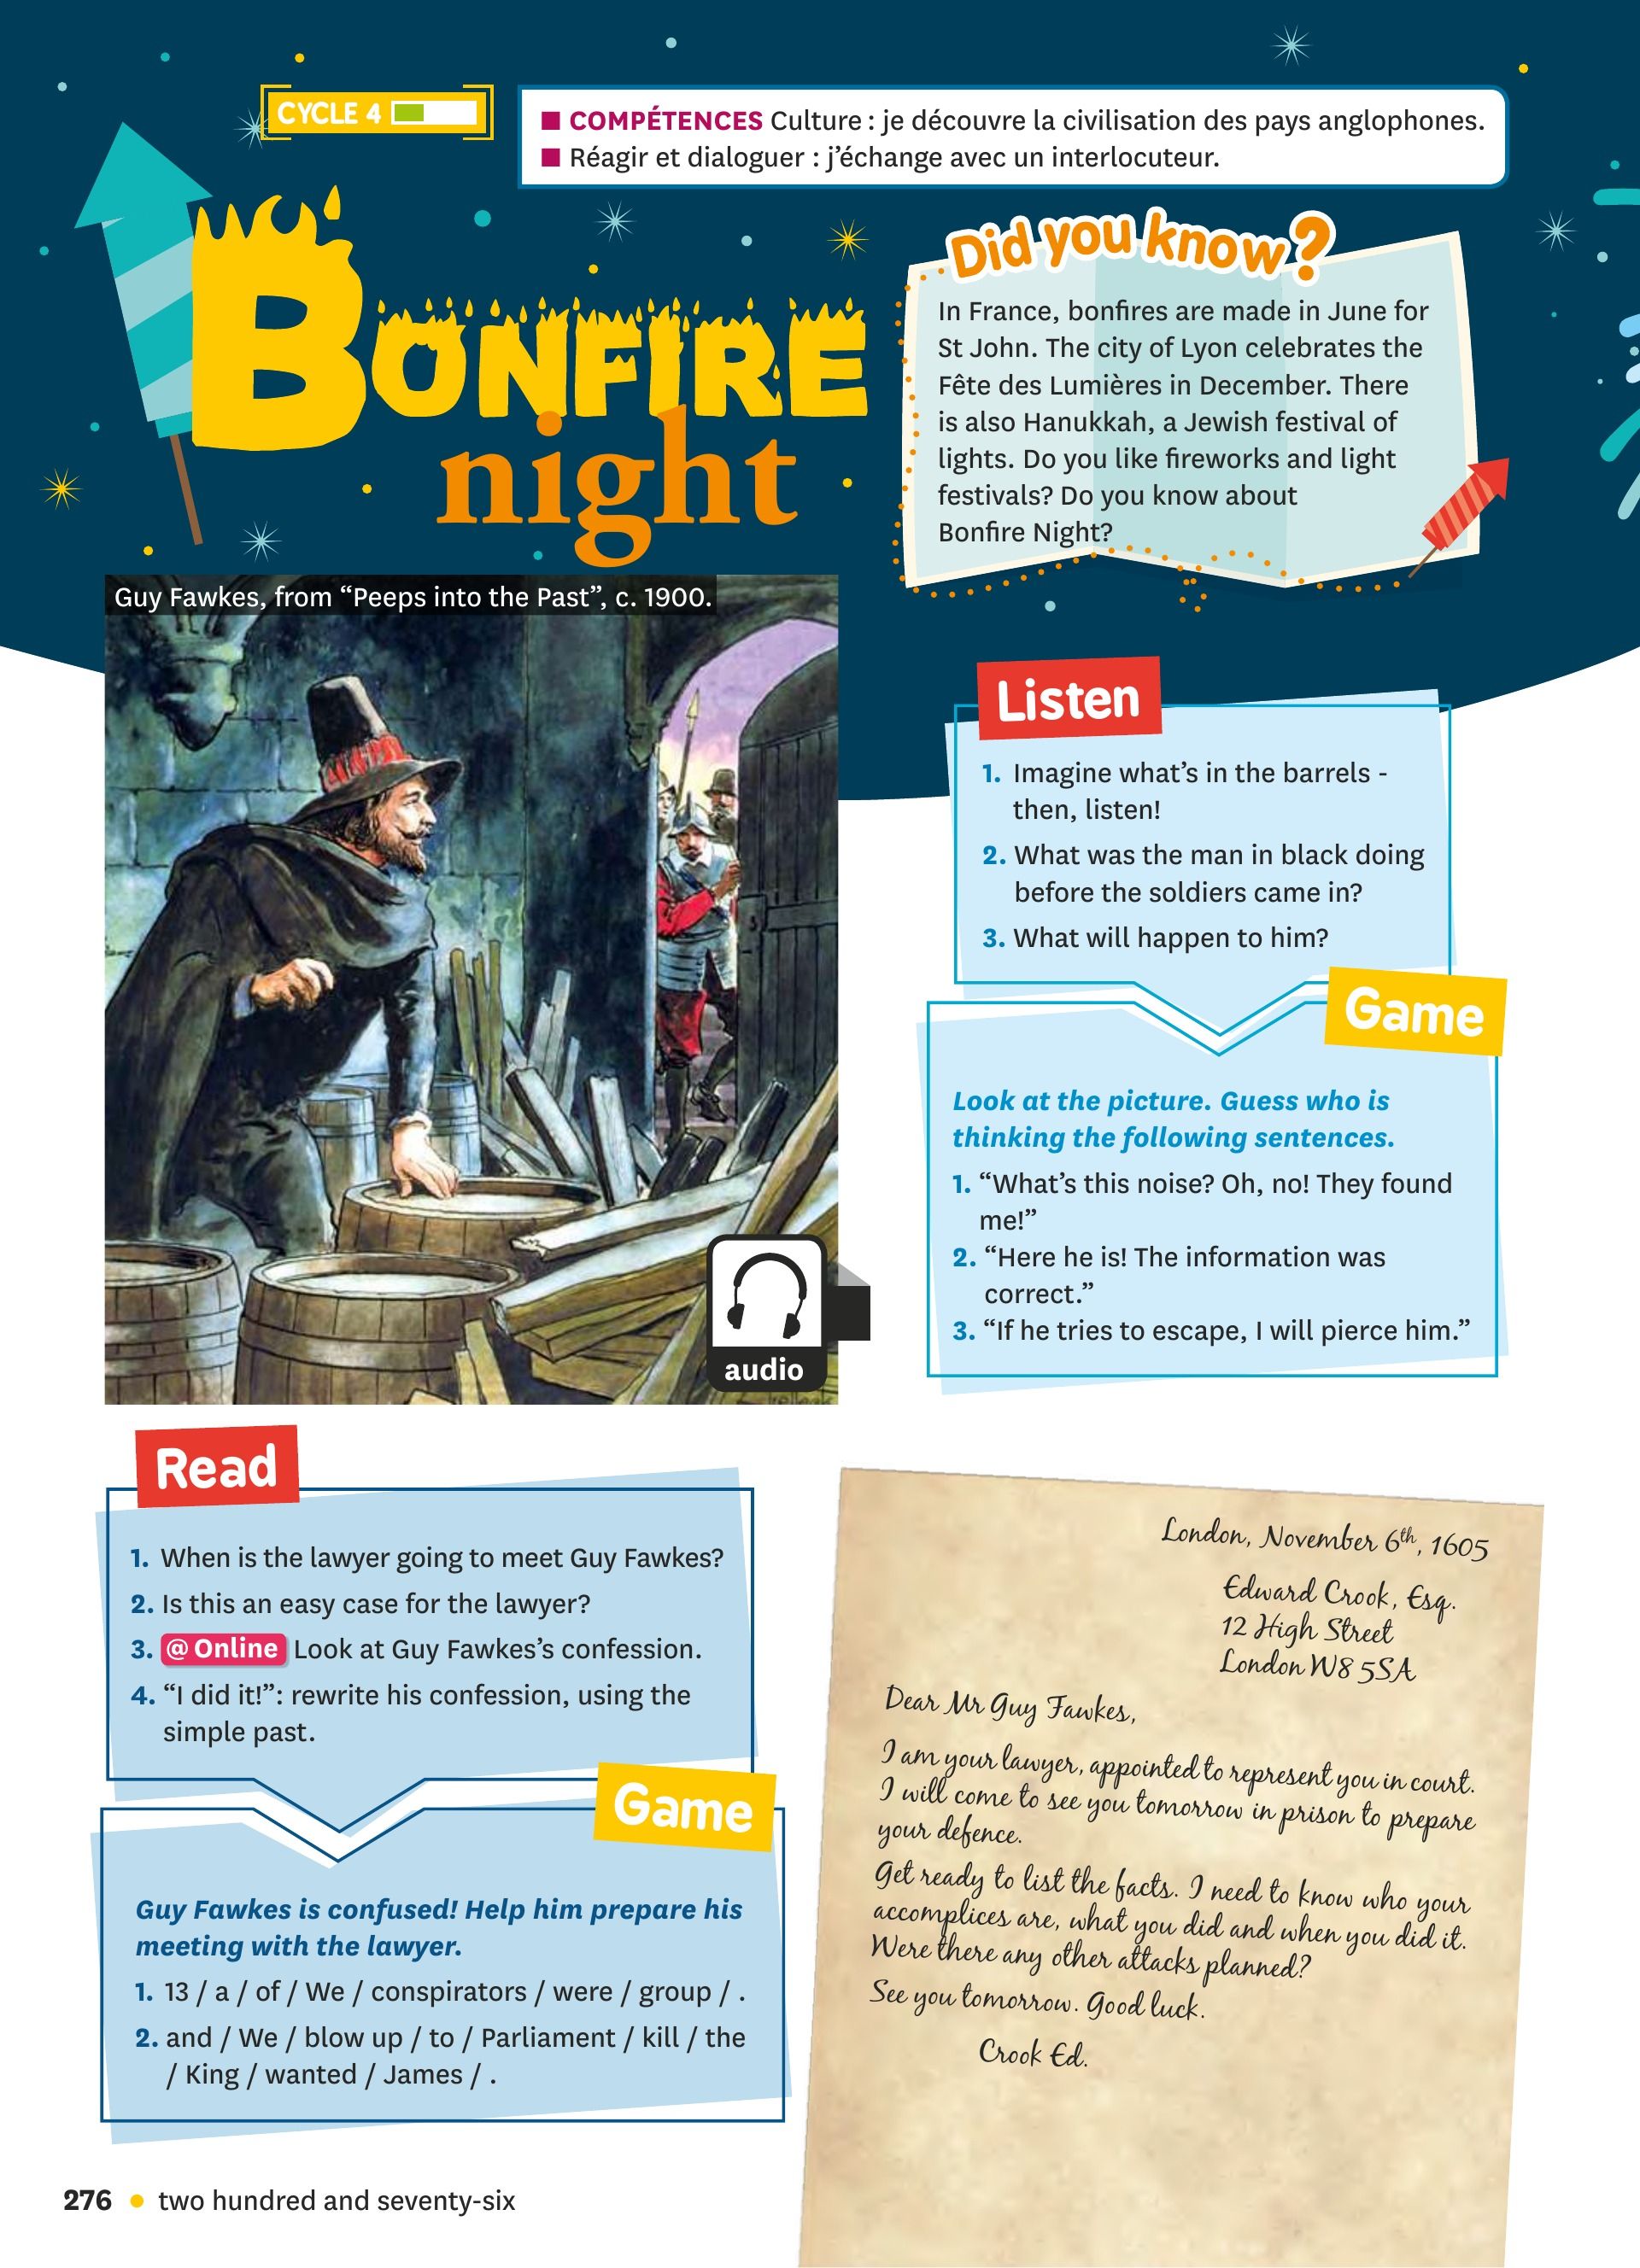 CYCLE 4
■ COMPÉTENCES Culture : je découvre la civilisation des pays anglophones.
■ Réagir et dialoguer : j’échange avec un interlocuteur.
BONFIRE
night
Did you know?
In France, bonfires are made in June for
St John. The city of Lyon celebrates the
Fête des Lumières in December. There
is also Hanukkah, a Jewish festival of
lights. Do you like fireworks and light
festivals? Do you know about
Bonfire Night?
Guy Fawkes, from “Peeps into the Past”, c. 1900.
audio
Listen
1. Imagine what’s in the barrels -
then, listen!
2. What was the man in black doing
before the soldiers came in?
3. What will happen to him?
Game
Look at the picture. Guess who is
thinking the following sentences.
1. “What’s this noise? Oh, no! They found
me!”
2. “Here he is! The information was
correct.”
3. “If he tries to escape, I will pierce him.”
Read
1. When is the lawyer going to meet Guy Fawkes?
2. Is this an easy case for the lawyer?
3. @ Online Look at Guy Fawkes’s confession.
4. “I did it!”: rewrite his confession, using the
simple past.
Game
Guy Fawkes is confused! Help him prepare his
meeting with the lawyer.
1. 13 / a / of / We / conspirators / were / group / .
2. and / We / blow up / to / Parliament / kill / the
/ King / wanted / James / .
London, November 6th, 1605
Edward Crook, Esq.
12 High Street
London W8 5SA
Dear Mr Guy Fawkes,
I am your lawyer, appointed to represent you in court.
I will come to see you tomorrow in prison to prepare
your defence.
Get ready to list the facts. I need to know who your
accomplices are, what you did and when you did it.
Were there any other attacks planned?
See you tomorrow. Good luck.
Crook Ed.
276 • two hundred and seventy-six